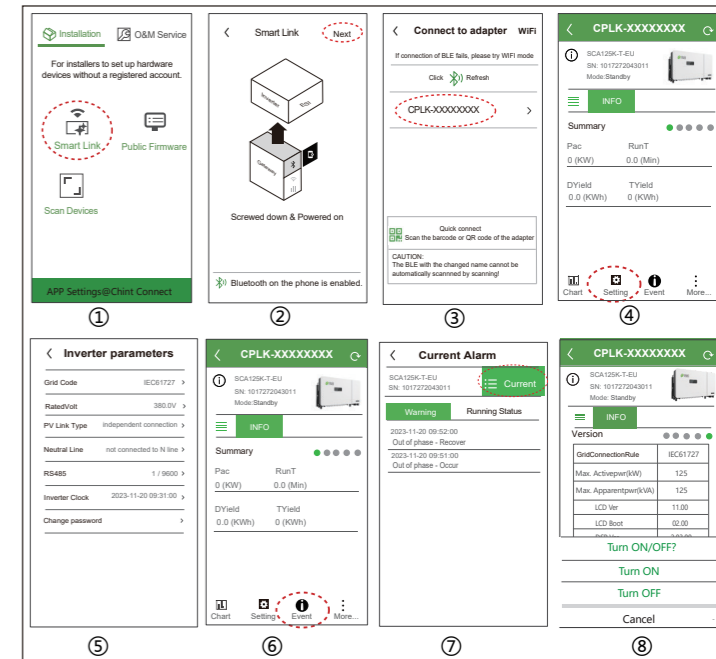 Installation
O&M Service
For installers to set up hardware
devices without a registered account.
Smart Link
Public Firmware
Scan Devices
APP Settings@Chint Connect
①
Smart Link
Next
Inverter
Screwed down & Powered on
Bluetooth on the phone is enabled.
②
Connect to adapter WiFi
If connection of BLE fails, please try WIFI mode
Click Refresh
CPLK-XXXXXXXX
Quick connect
Scan the barcode or QR code of the adapter
CAUTION:
The BLE with the changed name cannot be
automatically scannned by scanning!
③
CPLK-XXXXXXXX
SCA125K-T-EU
SN: 1017272043011
Mode:Standby
INFO
Summary
Pac RunT
0 (KW) 0.0 (Min)
DYield TYield
0.0 (KWh) 0 (KWh)
Chart Setting Event More...
④
Inverter parameters
Grid Code IEC61727
RatedVolt 380.0V
PV Link Type independent connection
Neutral Line not connected to N line
RS485 1 / 9600
Inverter Clock 2023-11-20 09:31:00
Change password
⑤
CPLK-XXXXXXXX
SCA125K-T-EU
SN: 1017272043011
Mode:Standby
INFO
Summary
Pac RunT
0 (KW) 0.0 (Min)
DYield TYield
0.0 (KWh) 0 (KWh)
Chart Setting Event More...
⑥
Current Alarm
SCA125K-T-EU
SN: 1017272043011
Current
Warning Running Status
2023-11-20 09:52:00
Out of phase - Recover
2023-11-20 09:51:00
Out of phase - Occur
⑦
CPLK-XXXXXXXX
SCA125K-T-EU
SN: 1017272043011
Mode: Standby
INFO
Version
GridConnectionRule IEC61727
Max. Activepwr(kW) 125
Max. Apparentpwr(kVA) 125
LCD Ver 11.00
LCD Boot 02.00
Turn ON/OFF?
Turn ON
Turn OFF
Cancel
⑧